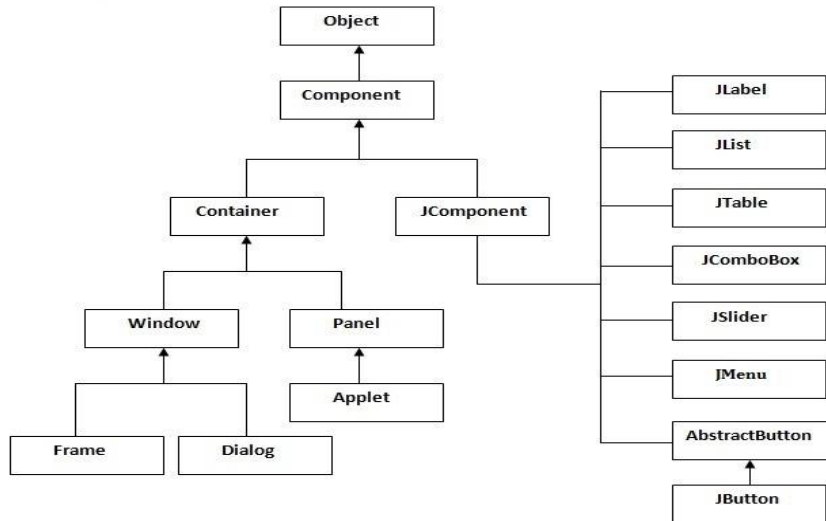 Object
Component
Container
JComponent
Window
Panel
Applet
Frame
Dialog
JLabel
JList
JTable
JComboBox
JSlider
JMenu
AbstractButton
JButton